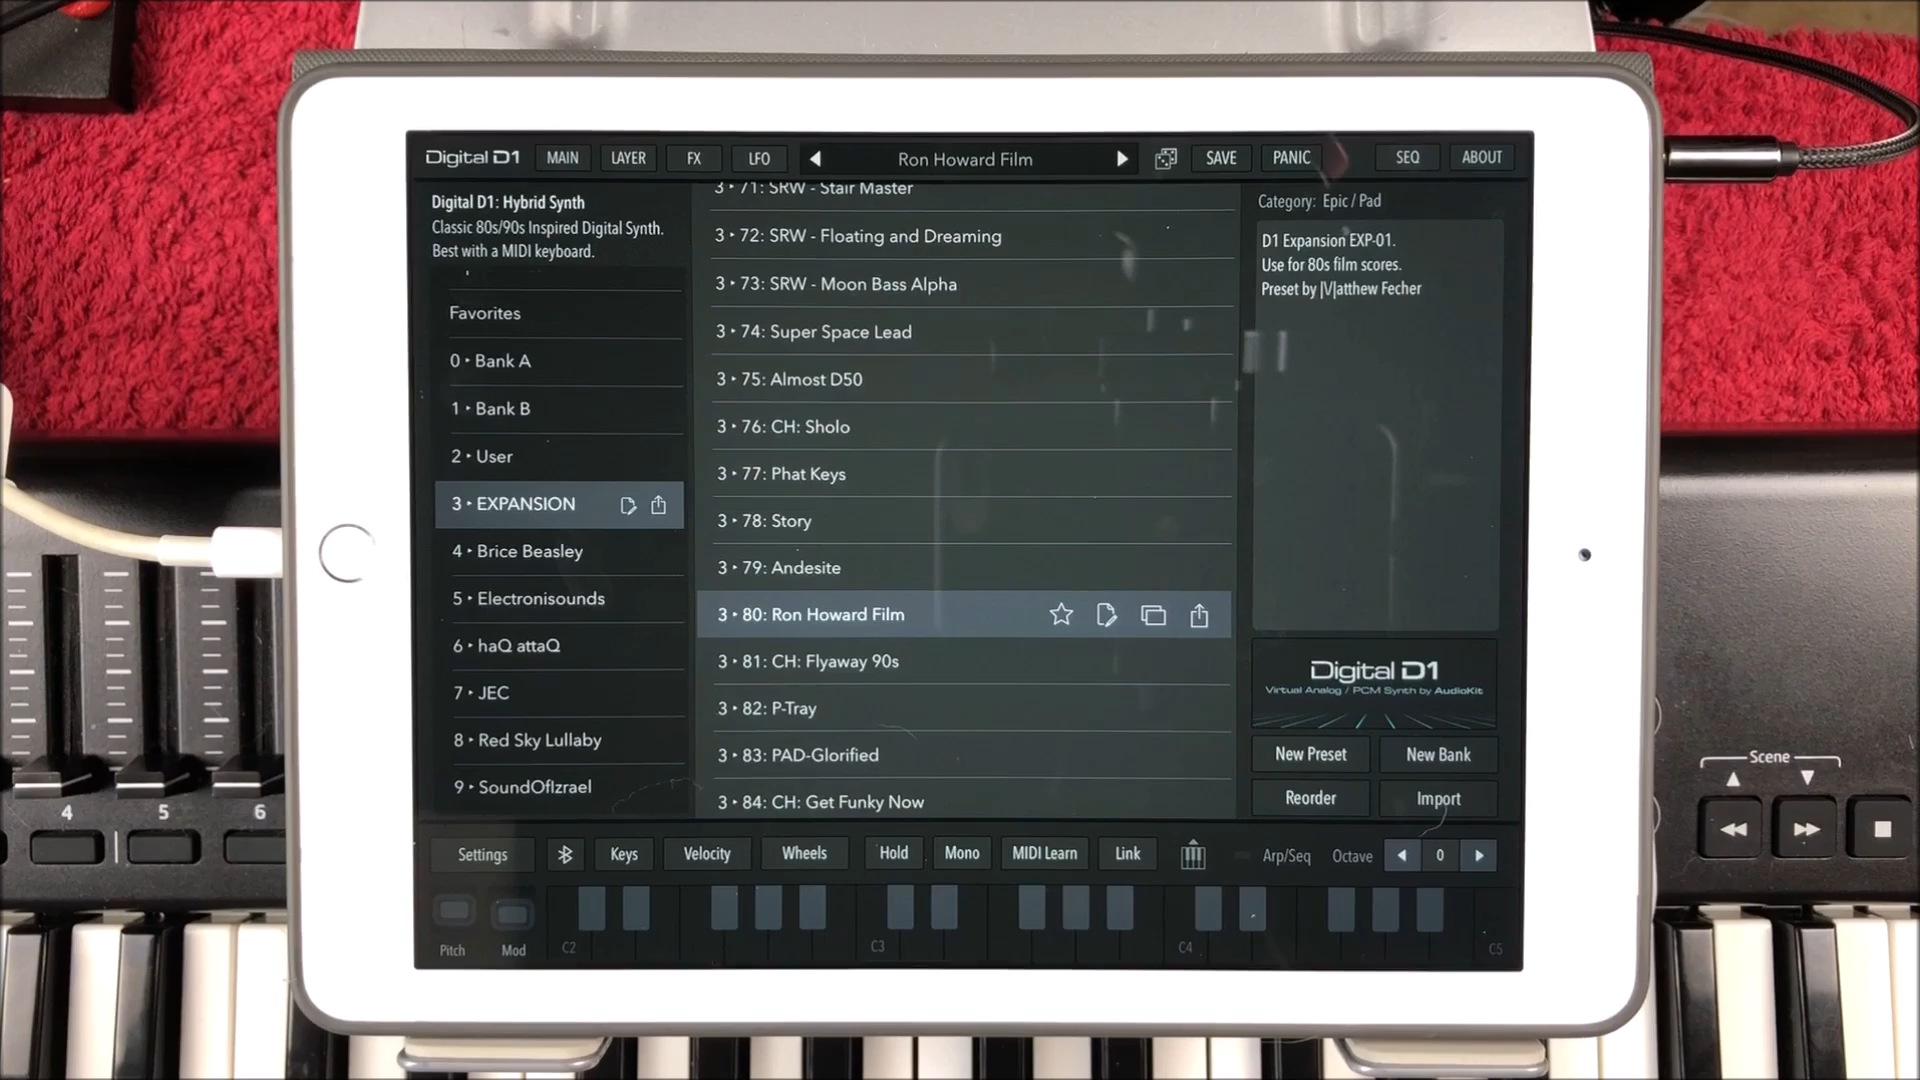 Digital D1
MAIN
LAYER
FX
LFO
Ron Howard Film
SAVE
PANIC
SEQ
ABOUT
Digital D1: Hybrid Synth
Classic 80s/90s Inspired Digital Synth.
Best with a MIDI keyboard.
Favorites
0 ‣ Bank A
1 ‣ Bank B
2 ‣ User
3 ‣ EXPANSION
4 ‣ Brice Beasley
5 ‣ Electronisounds
6 ‣ haQ attaQ
7 ‣ JEC
8 ‣ Red Sky Lullaby
9 ‣ SoundOfIzrael
3 ‣ 71: SRW - Stair Master
3 ‣ 72: SRW - Floating and Dreaming
3 ‣ 73: SRW - Moon Bass Alpha
3 ‣ 74: Super Space Lead
3 ‣ 75: Almost D50
3 ‣ 76: CH: Sholo
3 ‣ 77: Phat Keys
3 ‣ 78: Story
3 ‣ 79: Andesite
3 ‣ 80: Ron Howard Film
3 ‣ 81: CH: Flyaway 90s
3 ‣ 82: P-Tray
3 ‣ 83: PAD-Glorified
3 ‣ 84: CH: Get Funky Now
Category: Epic / Pad
D1 Expansion EXP-01.
Use for 80s film scores.
Preset by |\/|atthew Fecher
Digital D1
Virtual Analog / PCM Synth by AudioKit
New Preset
New Bank
Reorder
Import
Settings
Keys
Velocity
Wheels
Hold
Mono
MIDI Learn
Link
Arp/Seq
Octave
0
Pitch
Mod
C2
C3
C4
C5
4
5
6
Scene